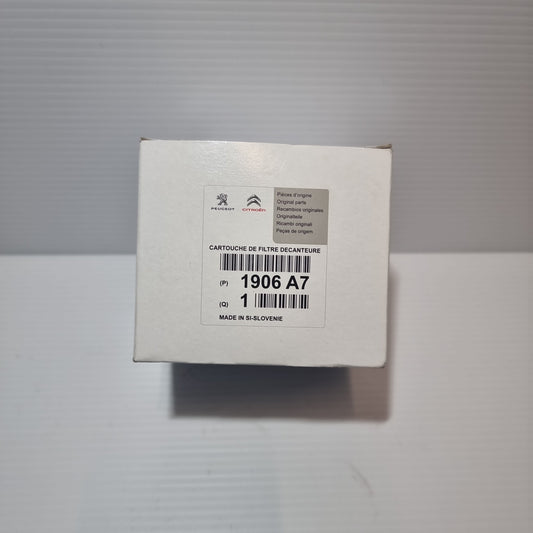 PEUGEOT
CITROËN
Pièces d'origine
Original parts
Recambios originales
Originalteile
Ricambi originali
Peças de origem
CARTOUCHE DE FILTRE DECANTEURE
(P) 1906 A7
(Q) 1
MADE IN SI-SLOVENIE